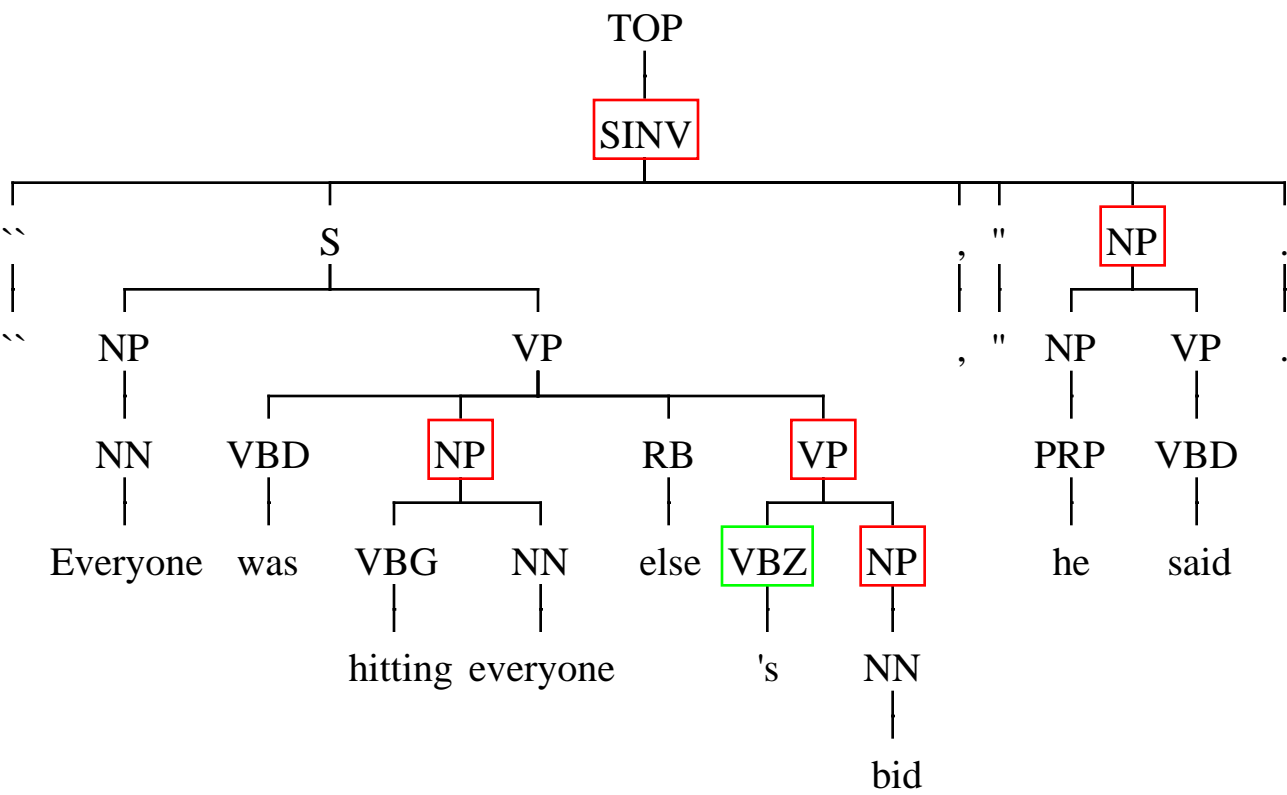 TOP
SINV
`` S , " NP .
`` NP VP , " NP VP .
NN VBD NP RB VP PRP VBD
Everyone was VBG NN else VBZ NP he said
hitting everyone 's NN
bid